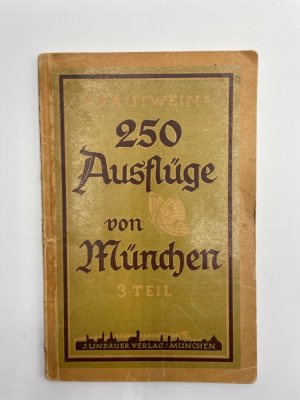 250
Ausflüge
von
München
3·TEIL
J. LINDAUER VERLAG / MÜNCHEN